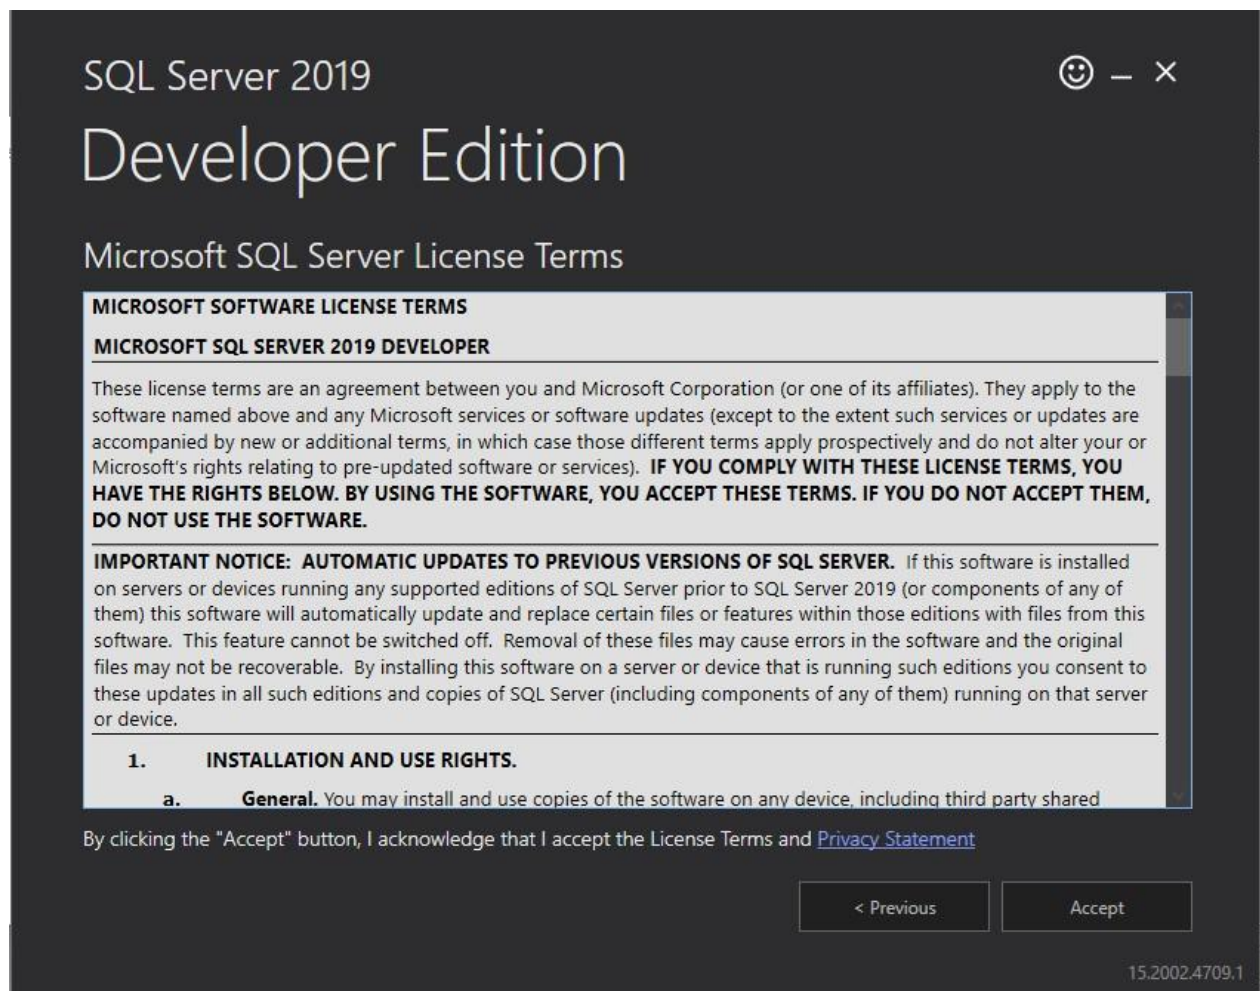 SQL Server 2019
Developer Edition
Microsoft SQL Server License Terms
MICROSOFT SOFTWARE LICENSE TERMS
MICROSOFT SQL SERVER 2019 DEVELOPER
These license terms are an agreement between you and Microsoft Corporation (or one of its affiliates). They apply to the
software named above and any Microsoft services or software updates (except to the extent such services or updates are
accompanied by new or additional terms, in which case those different terms apply prospectively and do not alter your or
Microsoft's rights relating to pre-updated software or services). IF YOU COMPLY WITH THESE LICENSE TERMS, YOU
HAVE THE RIGHTS BELOW. BY USING THE SOFTWARE, YOU ACCEPT THESE TERMS. IF YOU DO NOT ACCEPT THEM,
DO NOT USE THE SOFTWARE.
IMPORTANT NOTICE: AUTOMATIC UPDATES TO PREVIOUS VERSIONS OF SQL SERVER. If this software is installed
on servers or devices running any supported editions of SQL Server prior to SQL Server 2019 (or components of any of
them) this software will automatically update and replace certain files or features within those editions with files from this
software. This feature cannot be switched off. Removal of these files may cause errors in the software and the original
files may not be recoverable. By installing this software on a server or device that is running such editions you consent to
these updates in all such editions and copies of SQL Server (including components of any of them) running on that server
or device.
1. INSTALLATION AND USE RIGHTS.
a. General. You may install and use copies of the software on any device, including third party shared
By clicking the "Accept" button, I acknowledge that I accept the License Terms and Privacy Statement
< Previous
Accept
15.2002.4709.1